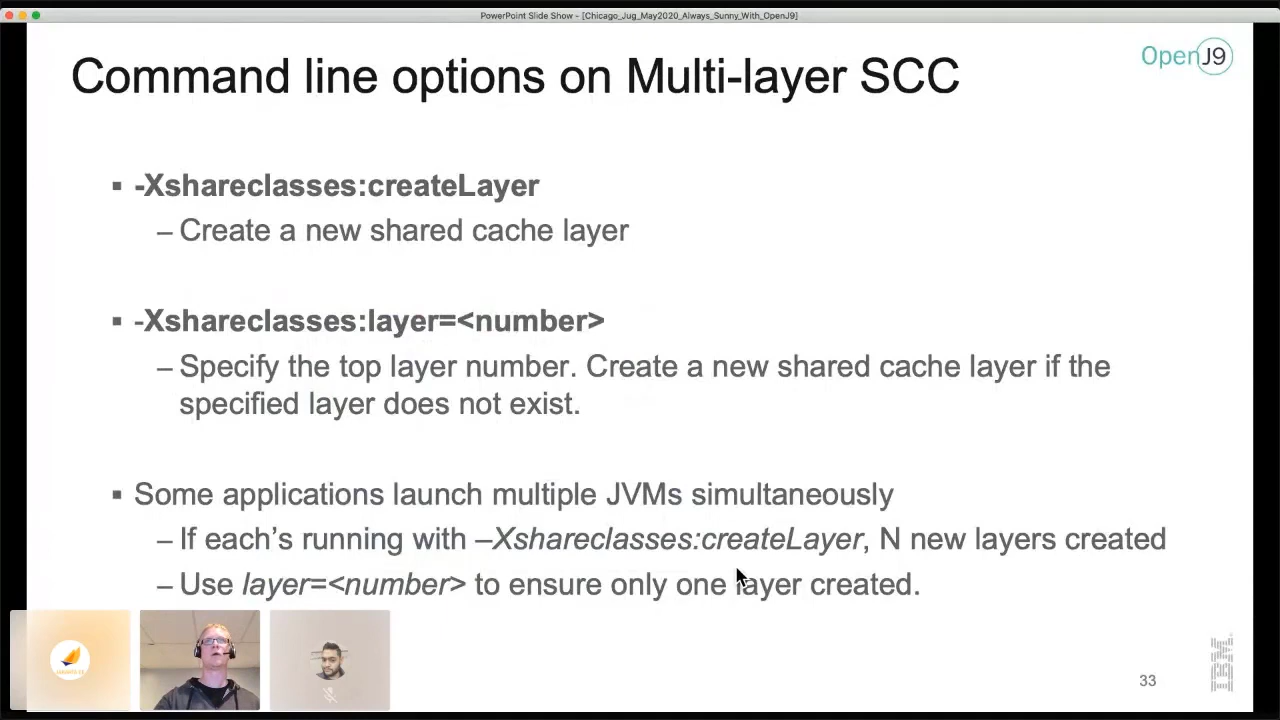 PowerPoint Slide Show - [Chicago_Jug_May2020_Always_Sunny_With_OpenJ9]
OpenJ9
Command line options on Multi-layer SCC
▪ -Xshareclasses:createLayer
– Create a new shared cache layer
▪ -Xshareclasses:layer=<number>
– Specify the top layer number. Create a new shared cache layer if the
specified layer does not exist.
▪ Some applications launch multiple JVMs simultaneously
– If each’s running with –Xshareclasses:createLayer, N new layers created
– Use layer=<number> to ensure only one layer created.
33
IBM